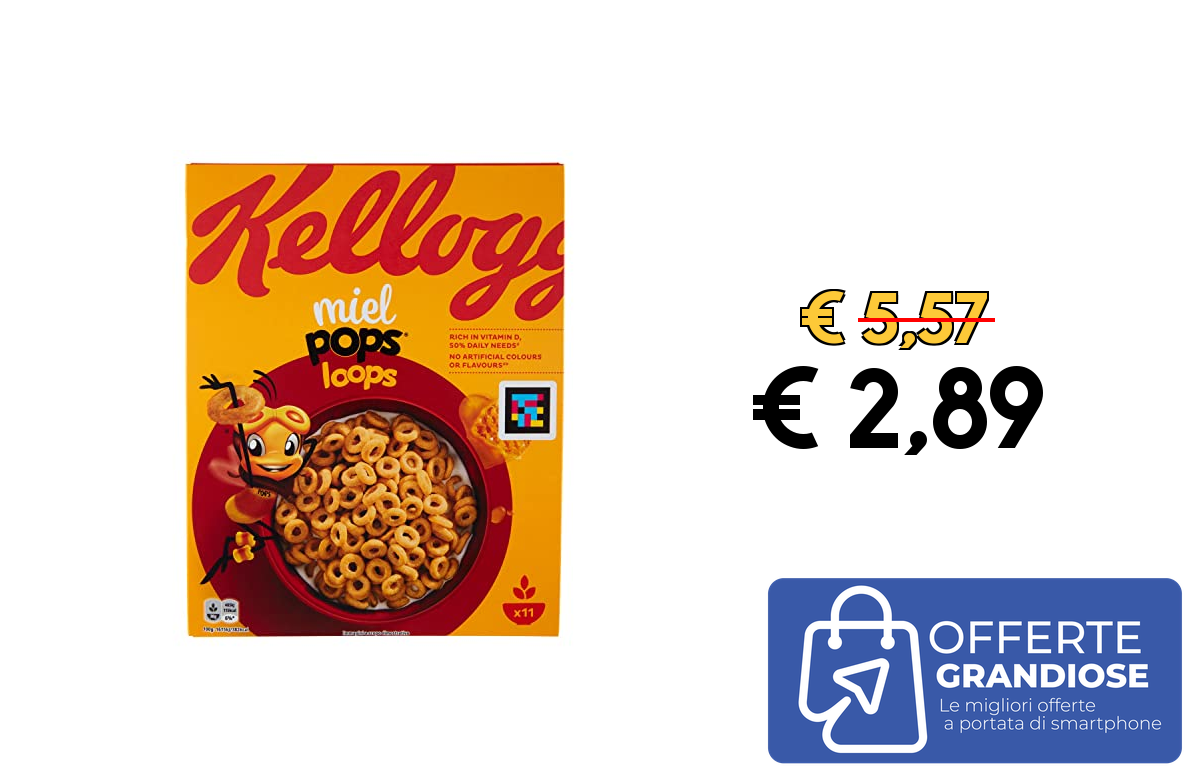 Kellogg
miel
pops®
loops
RICH IN VITAMIN D,
50% DAILY NEEDS*
NO ARTIFICIAL COLOURS
OR FLAVOURS**
POPS
x11
€ 5,57
€ 2,89
OFFERTE
GRANDIOSE
Le migliori offerte
a portata di smartphone